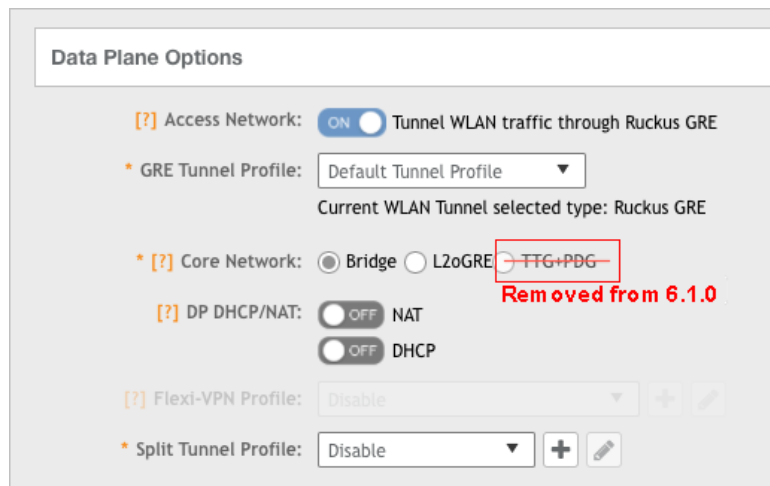 Data Plane Options
[?] Access Network: ON Tunnel WLAN traffic through Ruckus GRE
* GRE Tunnel Profile: Default Tunnel Profile
Current WLAN Tunnel selected type: Ruckus GRE
* [?] Core Network: Bridge L2oGRE TTG+PDG
Removed from 6.1.0
[?] DP DHCP/NAT: OFF NAT
OFF DHCP
[?] Flexi-VPN Profile: Disable
* Split Tunnel Profile: Disable